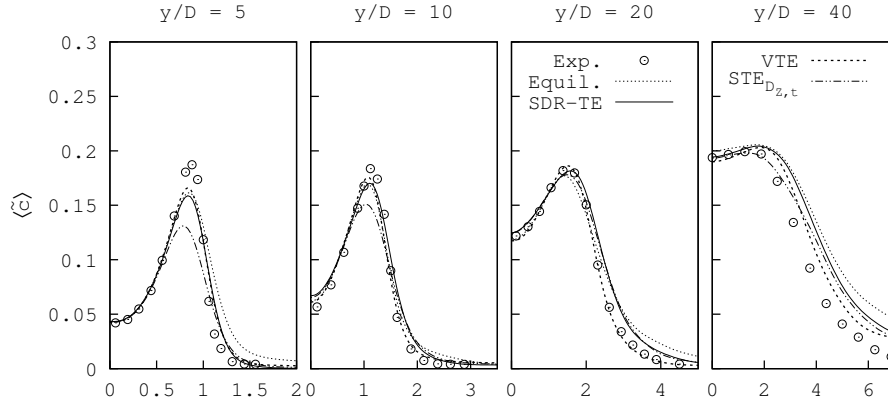 y/D = 5 y/D = 10 y/D = 20 y/D = 40
0.3
0.25
0.2
0.15
0.1
0.05
0
⟨c̃⟩
Exp.
Equil.
SDR-TE
VTE
STE_{D_{Z,t}}
0 0.5 1 1.5 2 0 1 2 3 0 1 2 3 4 0 2 4 6